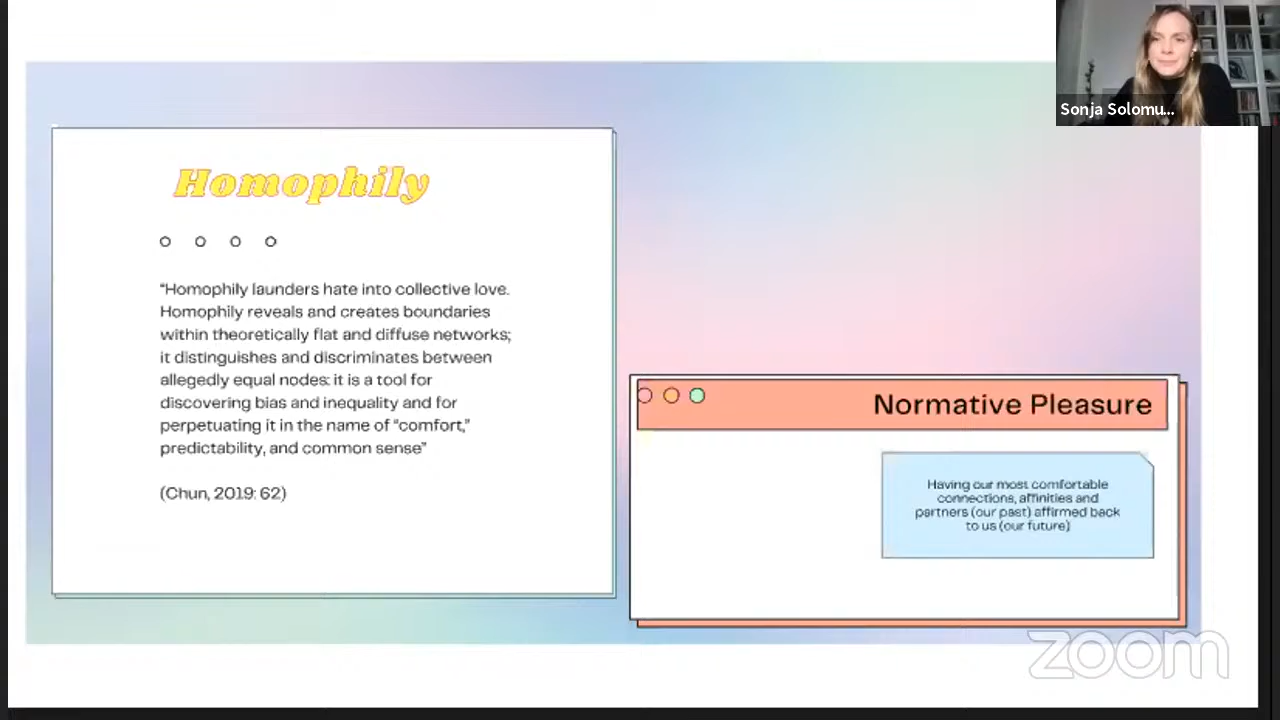 Sonja Solomu...
Homophily
“Homophily launders hate into collective love.
Homophily reveals and creates boundaries
within theoretically flat and diffuse networks;
it distinguishes and discriminates between
allegedly equal nodes: it is a tool for
discovering bias and inequality and for
perpetuating it in the name of “comfort,”
predictability, and common sense”
(Chun, 2019: 62)
Normative Pleasure
Having our most comfortable
connections, affinities and
partners (our past) affirmed back
to us (our future)
zoom